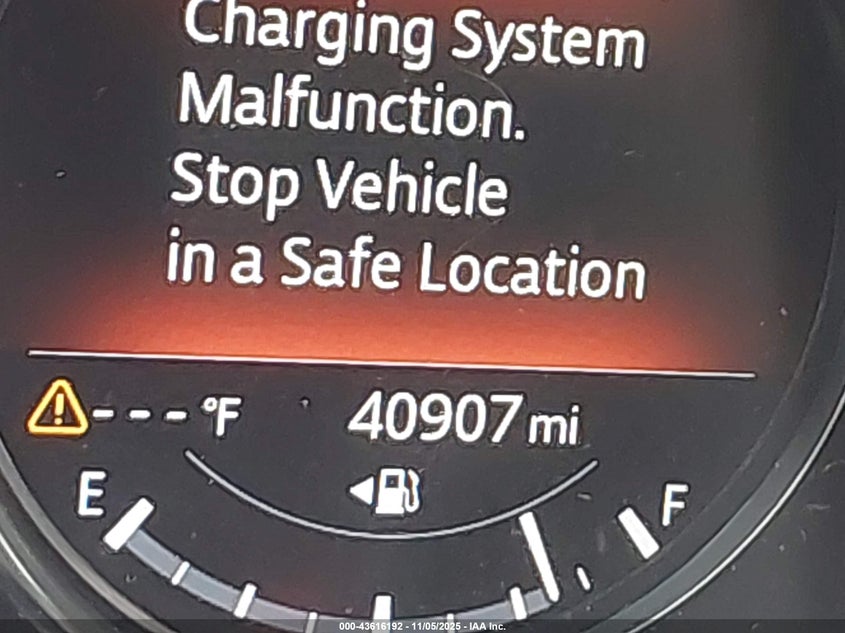 Charging System
Malfunction.
Stop Vehicle
in a Safe Location
---°F 40907 mi
E F
000-43616192 - 11/05/2025 - IAA Inc.